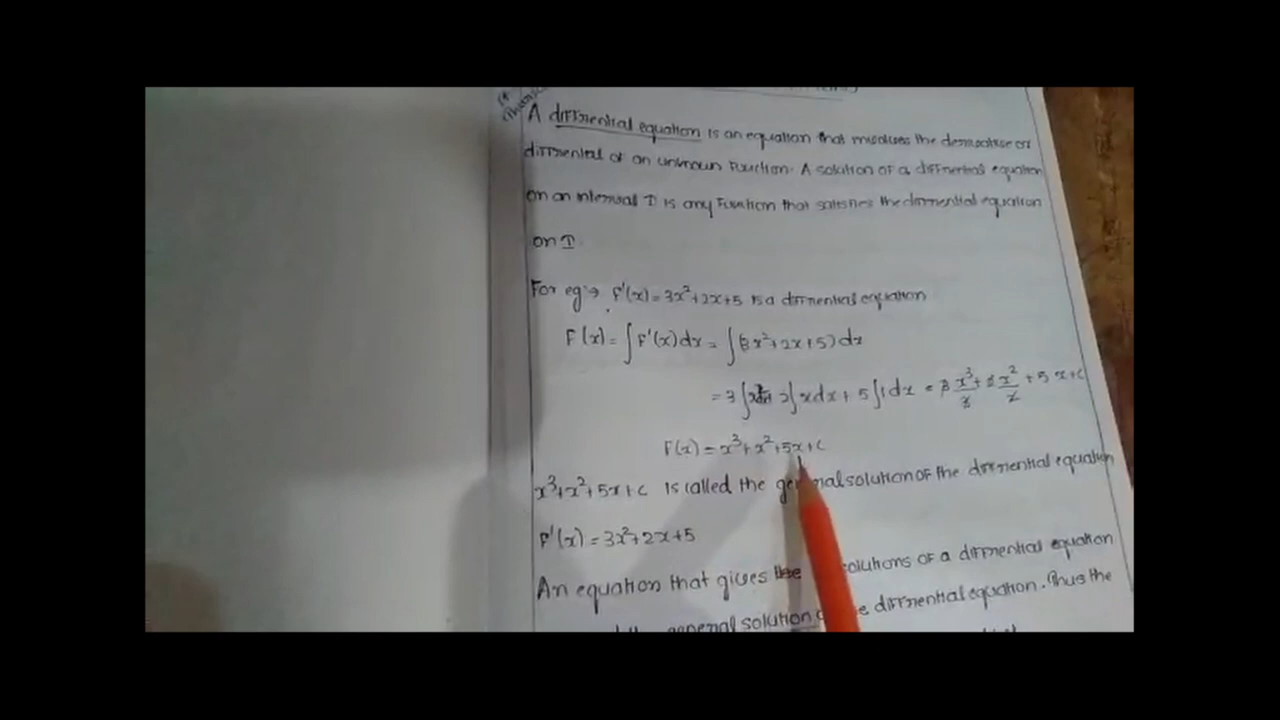 A differential equation is an equation that involves the derivative or
differential of an unknown function. A solution of a differential equation
on an interval I is any function that satisfies the differential equation
on I.
For eg:→ F'(x) = 3x²+2x+5 is a differential equation
F(x) = ∫F'(x)dx = ∫(3x²+2x+5)dx
= 3∫x²dx + 2∫xdx + 5∫1dx = 3 x³/3 + 2 x²/2 + 5x+c
F(x) = x³+x²+5x+c
x³+x²+5x+c is called the general solution of the differential equation
F'(x) = 3x²+2x+5
An equation that gives the solutions of a differential equation
general solution differential equation. Thus the